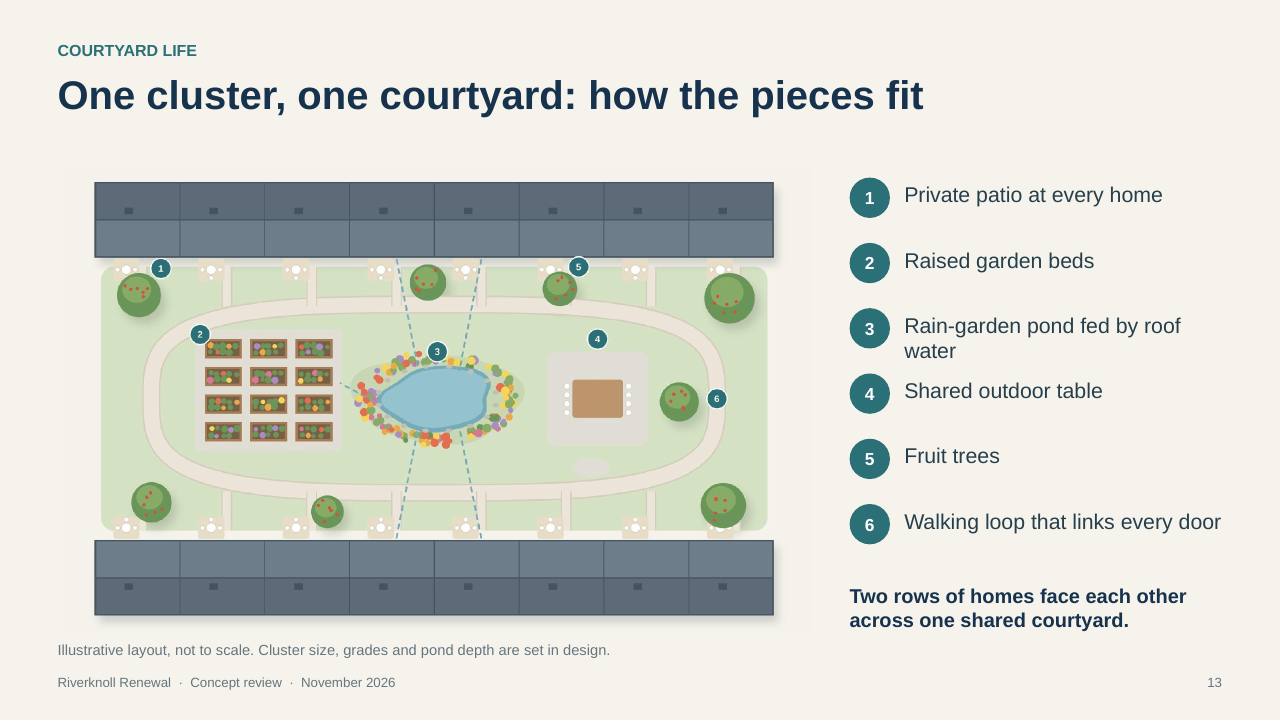 COURTYARD LIFE
One cluster, one courtyard: how the pieces fit
1
5
2
3
4
6
1 Private patio at every home
2 Raised garden beds
3 Rain-garden pond fed by roof
water
4 Shared outdoor table
5 Fruit trees
6 Walking loop that links every door
Two rows of homes face each other
across one shared courtyard.
Illustrative layout, not to scale. Cluster size, grades and pond depth are set in design.
Riverknoll Renewal · Concept review · November 2026
13